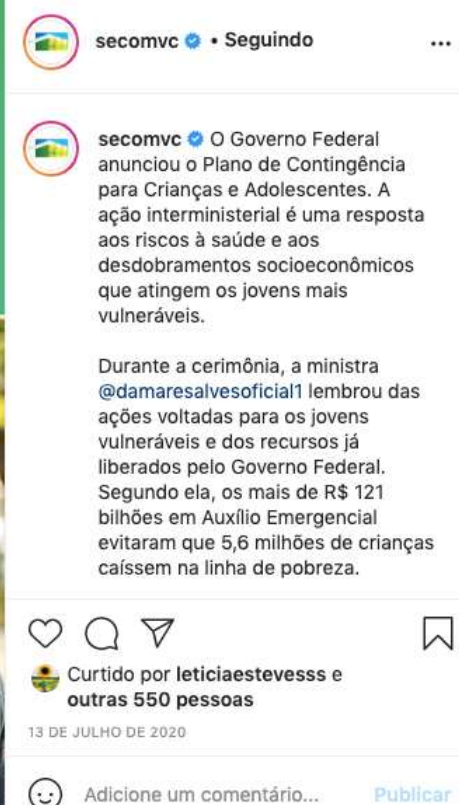 secomvc • Seguindo
secomvc O Governo Federal
anunciou o Plano de Contingência
para Crianças e Adolescentes. A
ação interministerial é uma resposta
aos riscos à saúde e aos
desdobramentos socioeconômicos
que atingem os jovens mais
vulneráveis.
Durante a cerimônia, a ministra
@damaresalvesoficial1 lembrou das
ações voltadas para os jovens
vulneráveis e dos recursos já
liberados pelo Governo Federal.
Segundo ela, os mais de R$ 121
bilhões em Auxílio Emergencial
evitaram que 5,6 milhões de crianças
caíssem na linha de pobreza.
Curtido por leticiaestevesss e
outras 550 pessoas
13 DE JULHO DE 2020
Adicione um comentário... Publicar